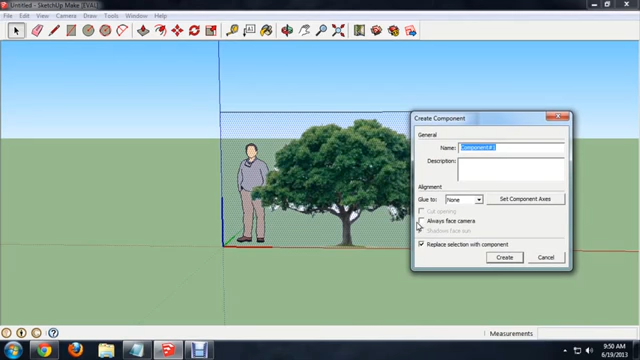 Untitled - SketchUp Make [EVAL]
File Edit View Camera Draw Tools Window Help
Create Component
General
Name: Component#1
Description:
Alignment
Glue to: None Set Component Axes
Cut opening
Always face camera
Shadows face sun
Replace selection with component
Create Cancel
Measurements
9:50 AM
6/19/2013